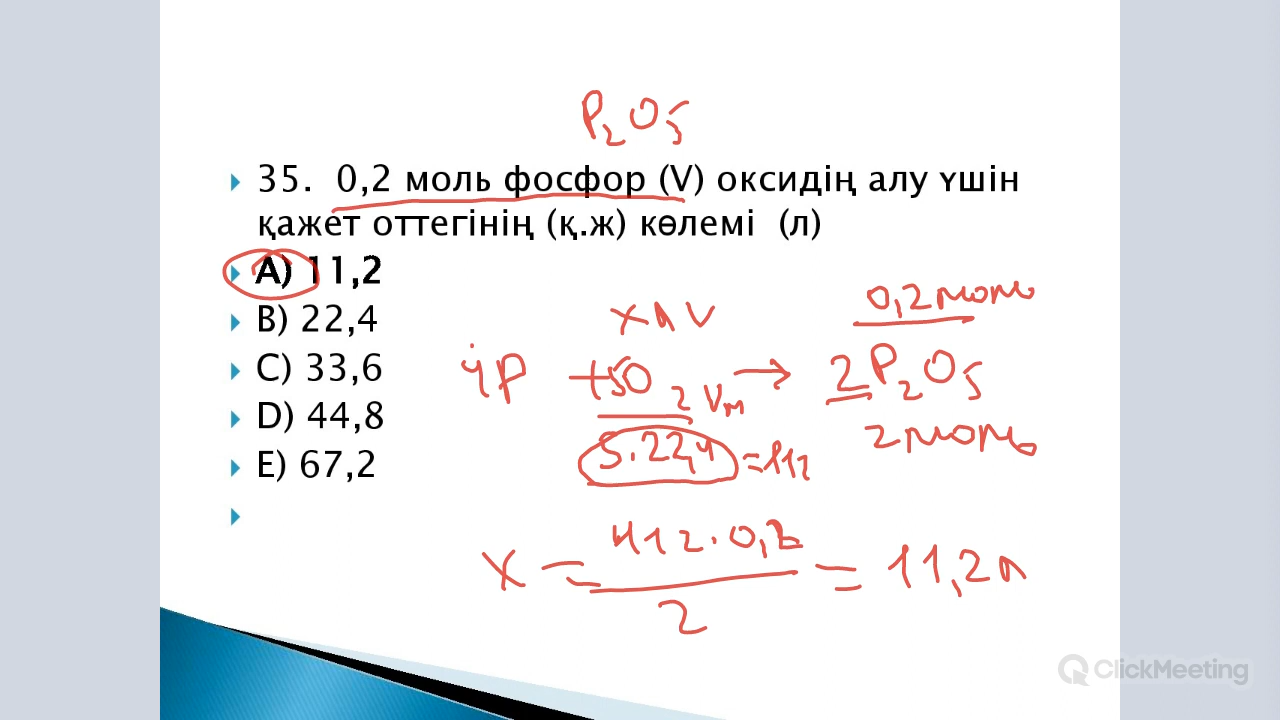 P₂O₅
35. 0,2 моль фосфор (V) оксидің алу үшін
қажет оттегінің (қ.ж) көлемі (л)
A) 11,2
B) 22,4
C) 33,6
D) 44,8
E) 67,2
x л V
0,2 моль
4P + 5O₂ → 2P₂O₅
Vm
5·22,4 =112
2 моль
x = 112·0,2 / 2 = 11,2 л
ClickMeeting